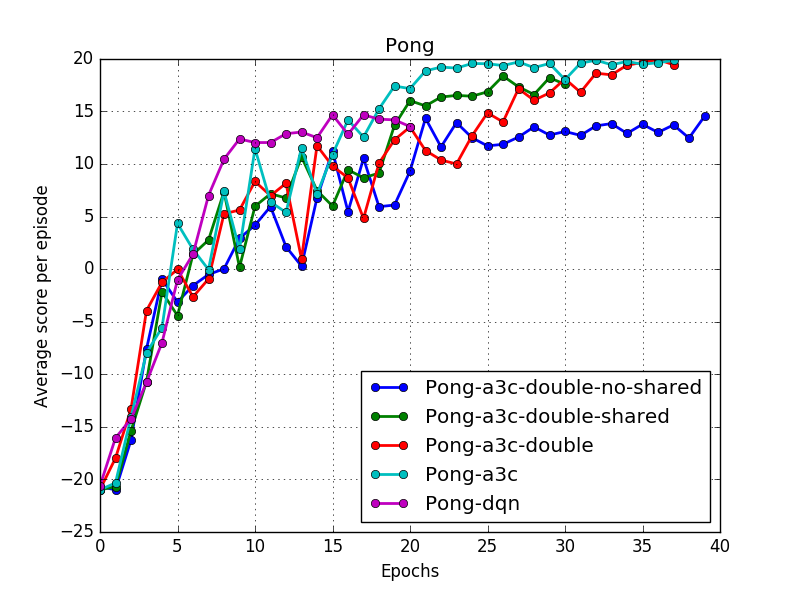 Pong
Average score per episode
20
15
10
5
0
−5
−10
−15
−20
−25
Pong-a3c-double-no-shared
Pong-a3c-double-shared
Pong-a3c-double
Pong-a3c
Pong-dqn
0 5 10 15 20 25 30 35 40
Epochs